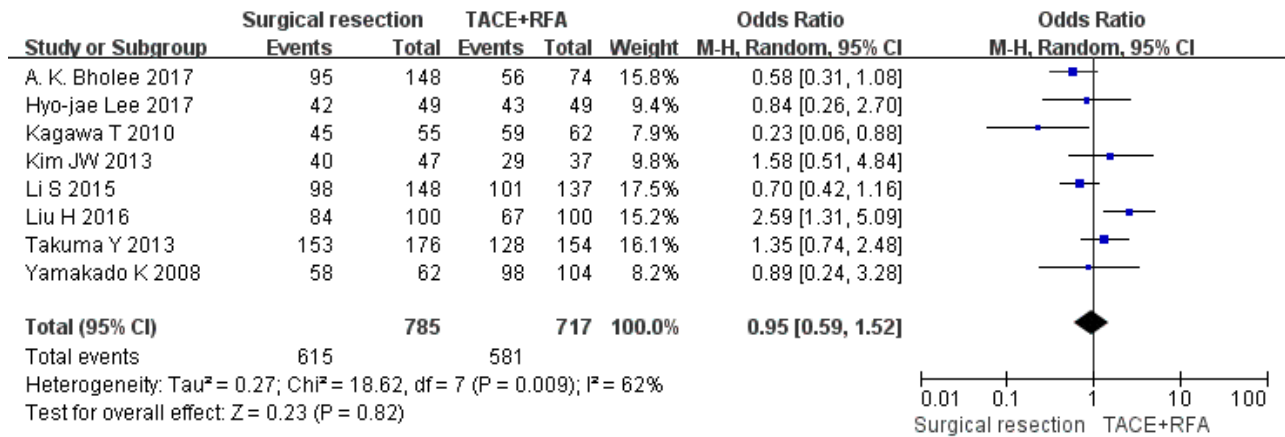 Surgical resection TACE+RFA Odds Ratio Odds Ratio
Study or Subgroup Events Total Events Total Weight M-H, Random, 95% CI M-H, Random, 95% CI
A. K. Bholee 2017 95 148 56 74 15.8% 0.58 [0.31, 1.08]
Hyo-jae Lee 2017 42 49 43 49 9.4% 0.84 [0.26, 2.70]
Kagawa T 2010 45 55 59 62 7.9% 0.23 [0.06, 0.88]
Kim JW 2013 40 47 29 37 9.8% 1.58 [0.51, 4.84]
Li S 2015 98 148 101 137 17.5% 0.70 [0.42, 1.16]
Liu H 2016 84 100 67 100 15.2% 2.59 [1.31, 5.09]
Takuma Y 2013 153 176 128 154 16.1% 1.35 [0.74, 2.48]
Yamakado K 2008 58 62 98 104 8.2% 0.89 [0.24, 3.28]
Total (95% CI) 785 717 100.0% 0.95 [0.59, 1.52]
Total events 615 581
Heterogeneity: Tau² = 0.27; Chi² = 18.62, df = 7 (P = 0.009); I² = 62%
Test for overall effect: Z = 0.23 (P = 0.82)
0.01 0.1 1 10 100
Surgical resection TACE+RFA